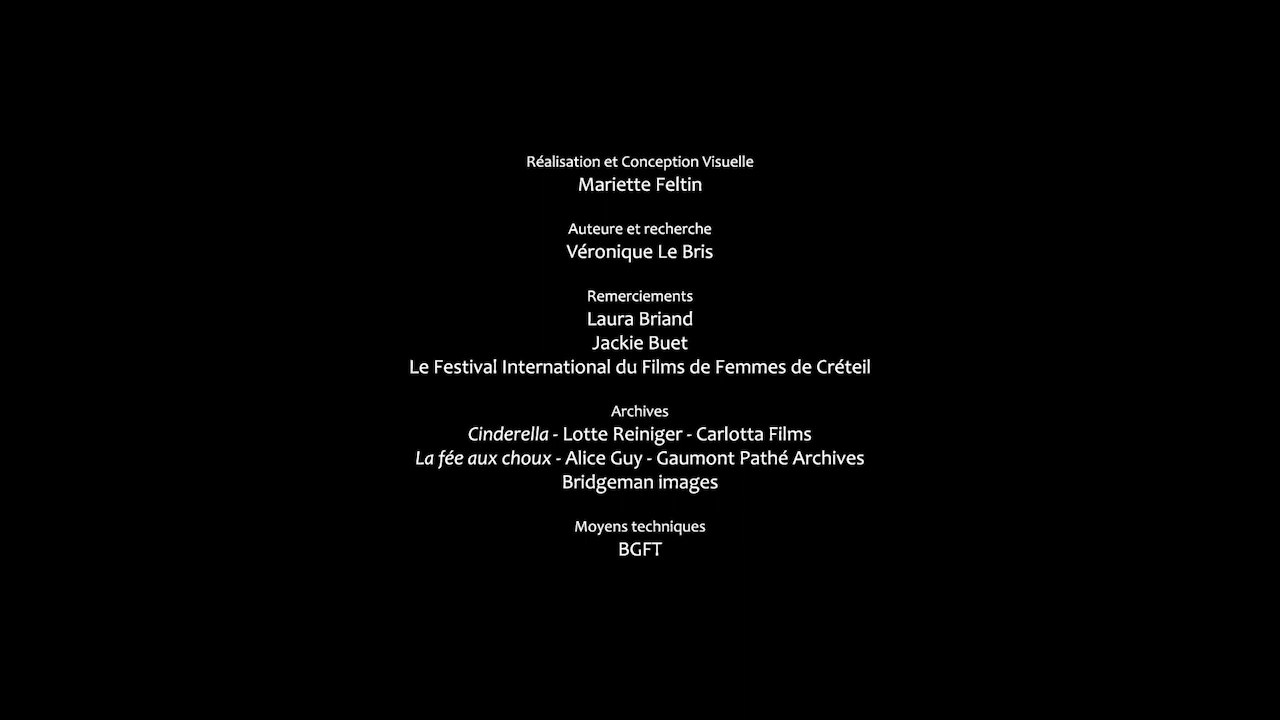 Réalisation et Conception Visuelle
Mariette Feltin
Auteure et recherche
Véronique Le Bris
Remerciements
Laura Briand
Jackie Buet
Le Festival International du Films de Femmes de Créteil
Archives
Cinderella - Lotte Reiniger - Carlotta Films
La fée aux choux - Alice Guy - Gaumont Pathé Archives
Bridgeman images
Moyens techniques
BGFT